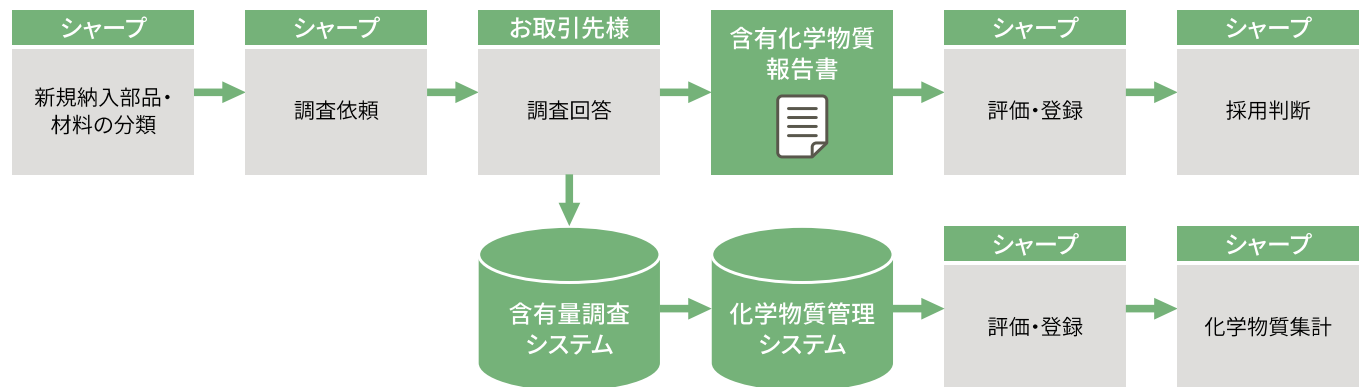 シャープ
新規納入部品・
材料の分類
シャープ
調査依頼
お取引先様
調査回答
含有化学物質
報告書
シャープ
評価・登録
シャープ
採用判断
含有量調査
システム
化学物質管理
システム
シャープ
評価・登録
シャープ
化学物質集計